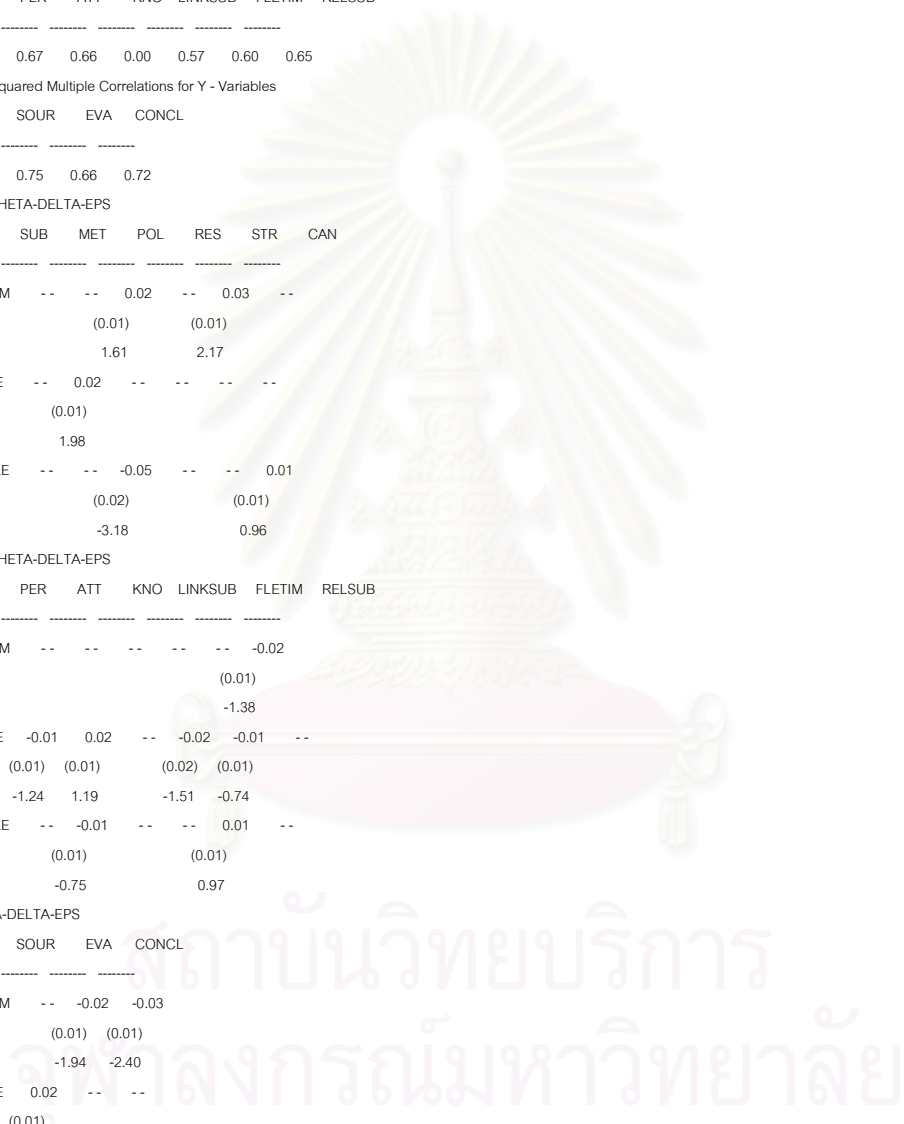 -------- -------- -------- -------- -------- --------
0.67 0.66 0.00 0.57 0.60 0.65
quared Multiple Correlations for Y - Variables
SOUR EVA CONCL
-------- -------- --------
0.75 0.66 0.72
HETA-DELTA-EPS
SUB MET POL RES STR CAN
-------- -------- -------- -------- -------- --------
M - - - - 0.02 - - 0.03 - -
(0.01) (0.01)
1.61 2.17
E - - 0.02 - - - - - - - -
(0.01)
1.98
LE - - - - -0.05 - - - - 0.01
(0.02) (0.01)
-3.18 0.96
HETA-DELTA-EPS
PER ATT KNO LINKSUB FLETIM RELSUB
-------- -------- -------- -------- -------- --------
M - - - - - - - - - - -0.02
(0.01)
-1.38
E -0.01 0.02 - - -0.02 -0.01 - -
(0.01) (0.01) (0.02) (0.01)
-1.24 1.19 -1.51 -0.74
LE - - -0.01 - - - - 0.01 - -
(0.01) (0.01)
-0.75 0.97
A-DELTA-EPS
SOUR EVA CONCL
-------- -------- --------
M - - -0.02 -0.03
(0.01) (0.01)
-1.94 -2.40
E 0.02 - - - -
(0.01)
สถาบันวิทยบริการ
จุฬาลงกรณ์มหาวิทยาลัย